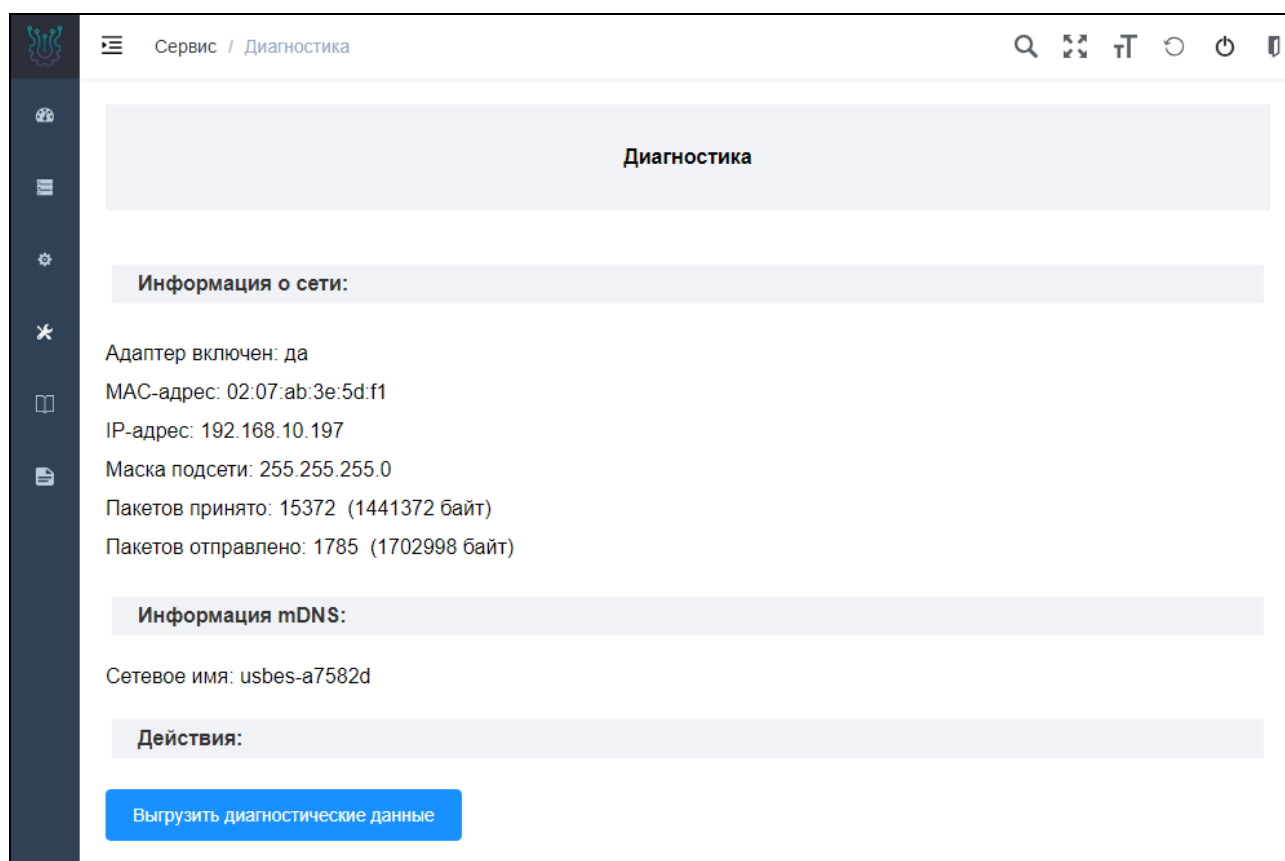 Сервис / Диагностика
Диагностика
Информация о сети:
Адаптер включен: да
MAC-адрес: 02:07:ab:3e:5d:f1
IP-адрес: 192.168.10.197
Маска подсети: 255.255.255.0
Пакетов принято: 15372 (1441372 байт)
Пакетов отправлено: 1785 (1702998 байт)
Информация mDNS:
Сетевое имя: usbes-a7582d
Действия:
Выгрузить диагностические данные